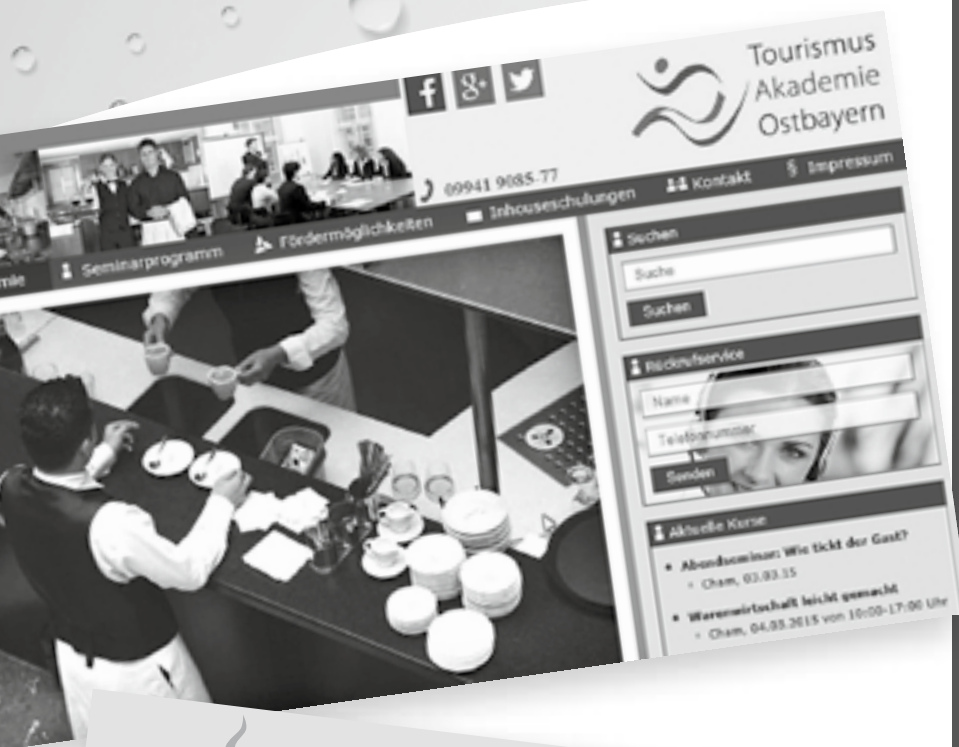 Tourismus
Akademie
Ostbayern
09941 9085-77
Seminarprogramm
Fördermöglichkeiten
Inhouseschulungen
Kontakt
§ Impressum
Suchen
Suche
Suchen
Rückrufservice
Name
Telefonnummer
Senden
Aktuelle Kurse
Abendseminar: Wie tickt der Gast?
Cham, 03.03.15
Warenwirtschaft leicht gemacht
Cham, 04.03.2015 von 10:00-17:00 Uhr